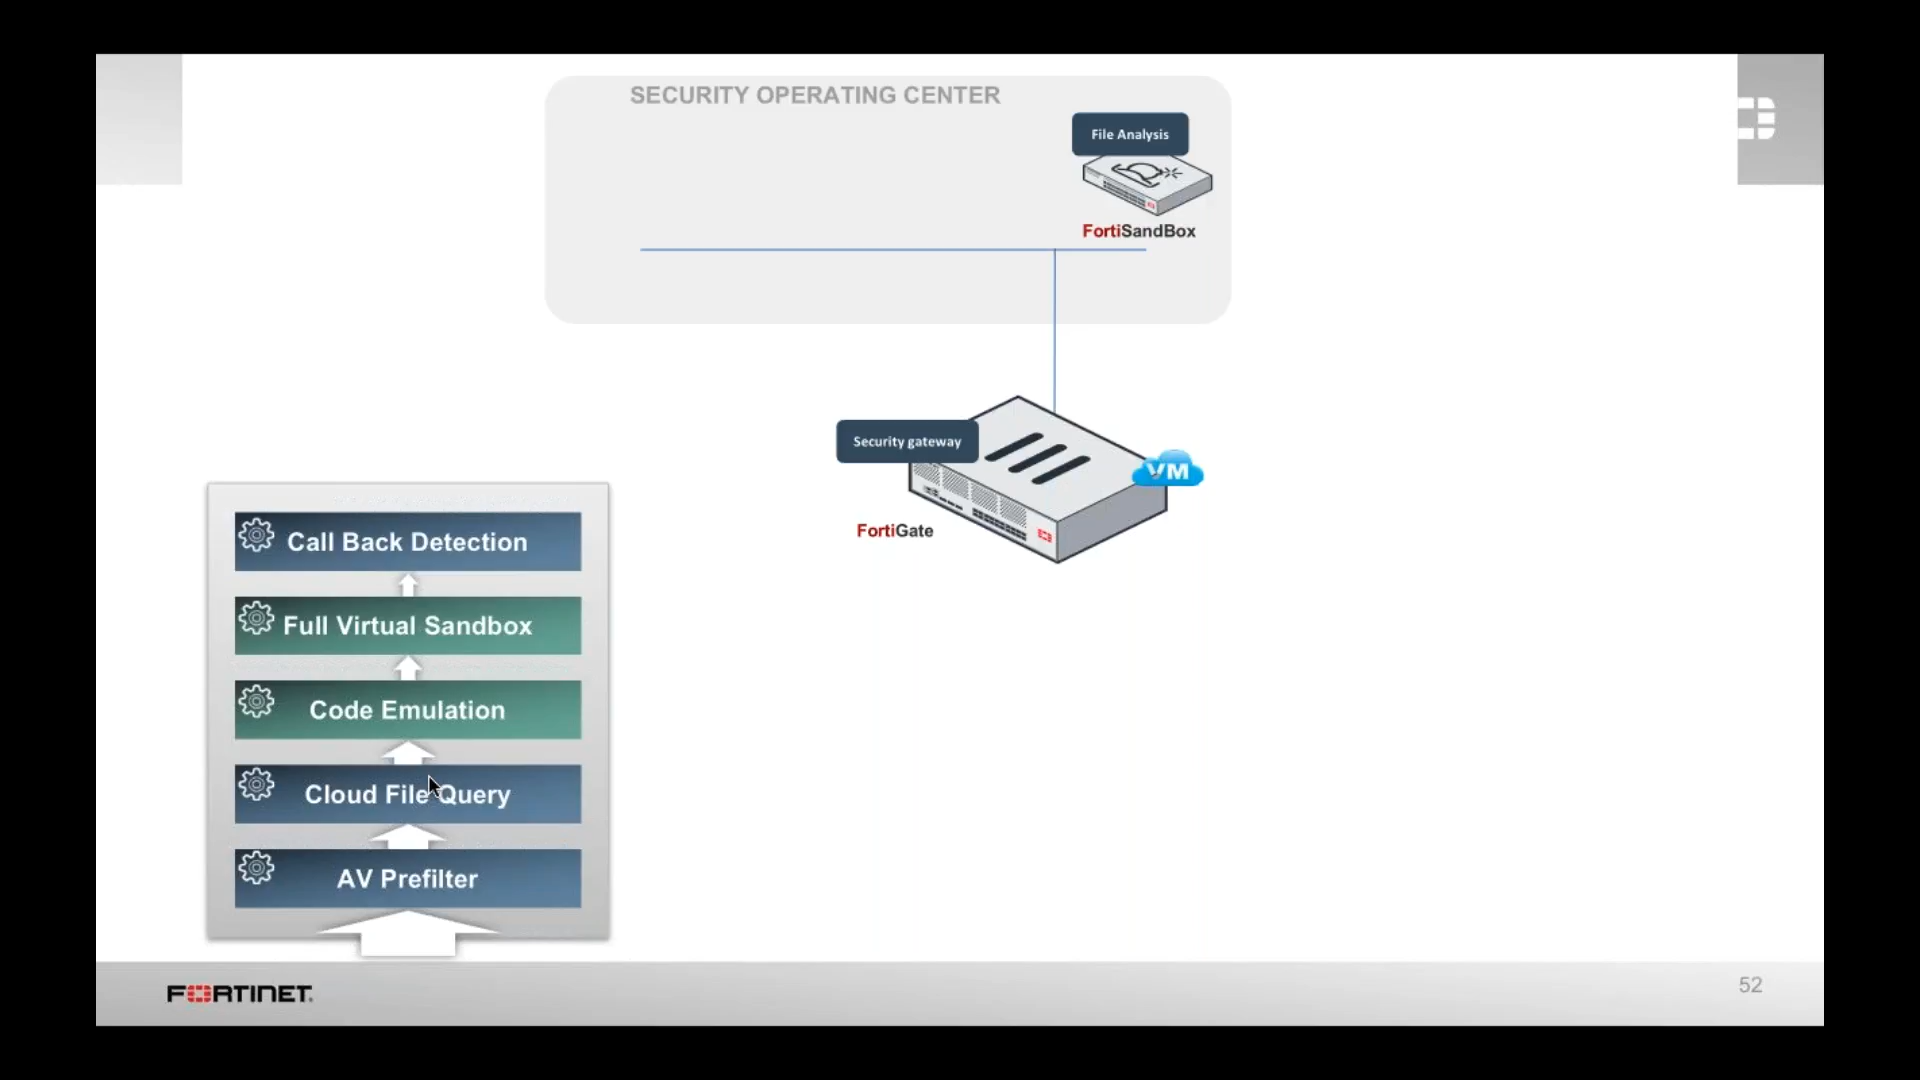 SECURITY OPERATING CENTER
File Analysis
FortiSandBox
Security gateway
VM
FortiGate
Call Back Detection
Full Virtual Sandbox
Code Emulation
Cloud File Query
AV Prefilter
FORTINET
52